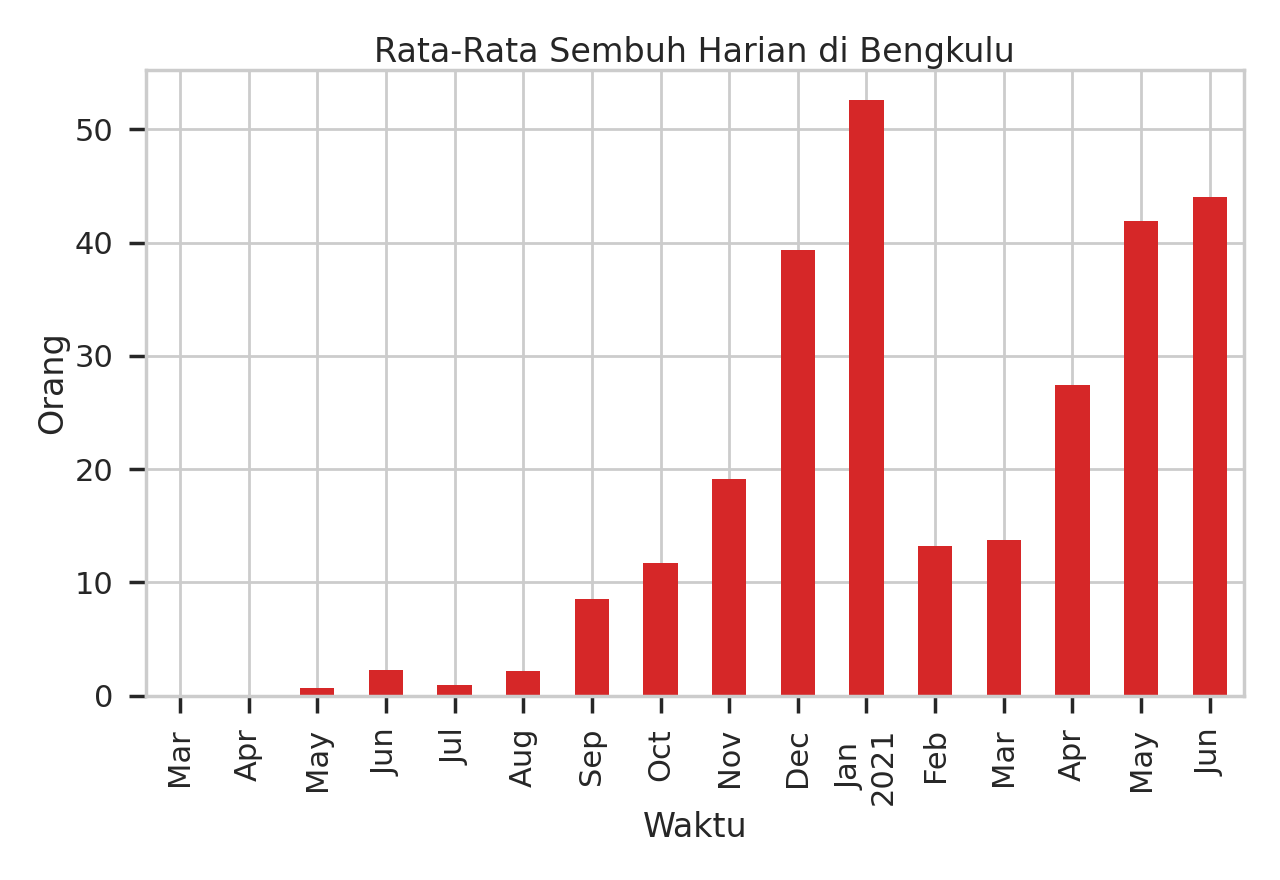 Rata-Rata Sembuh Harian di Bengkulu
50
40
30
20
10
0
Orang
Mar
Apr
May
Jun
Jul
Aug
Sep
Oct
Nov
Dec
Jan
2021
Feb
Mar
Apr
May
Jun
Waktu